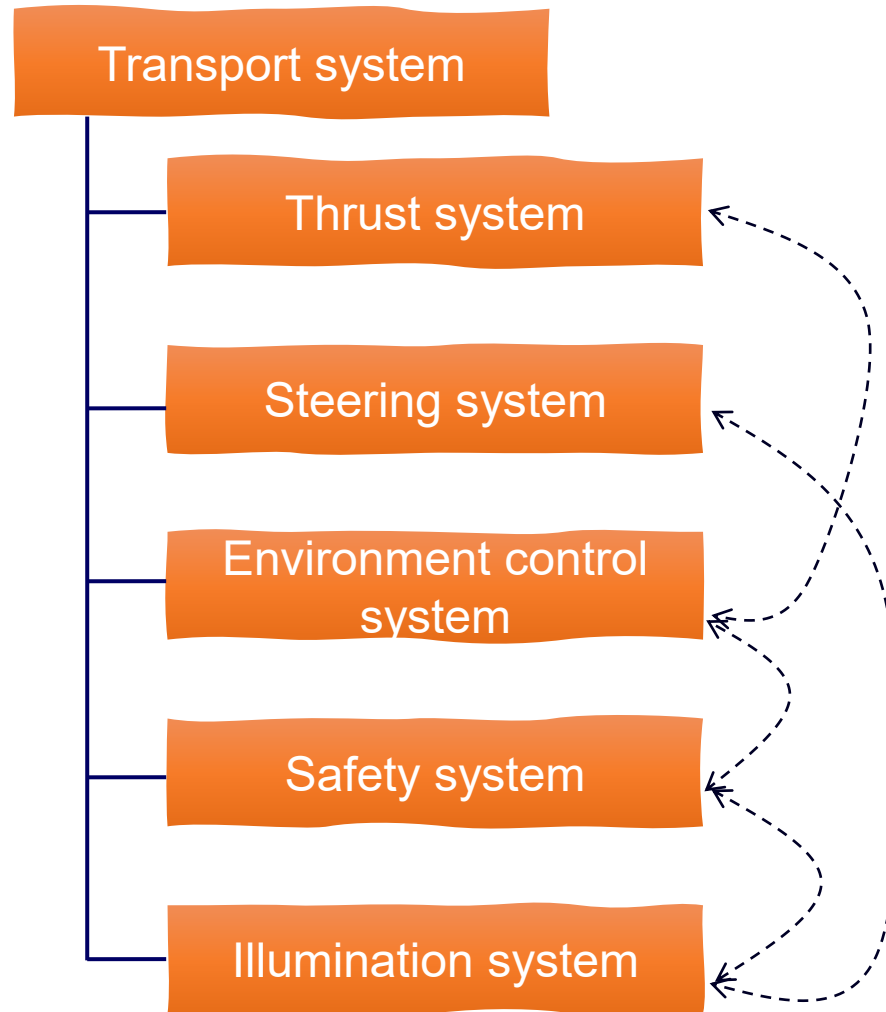 Transport system
Thrust system
Steering system
Environment control
system
Safety system
Illumination system